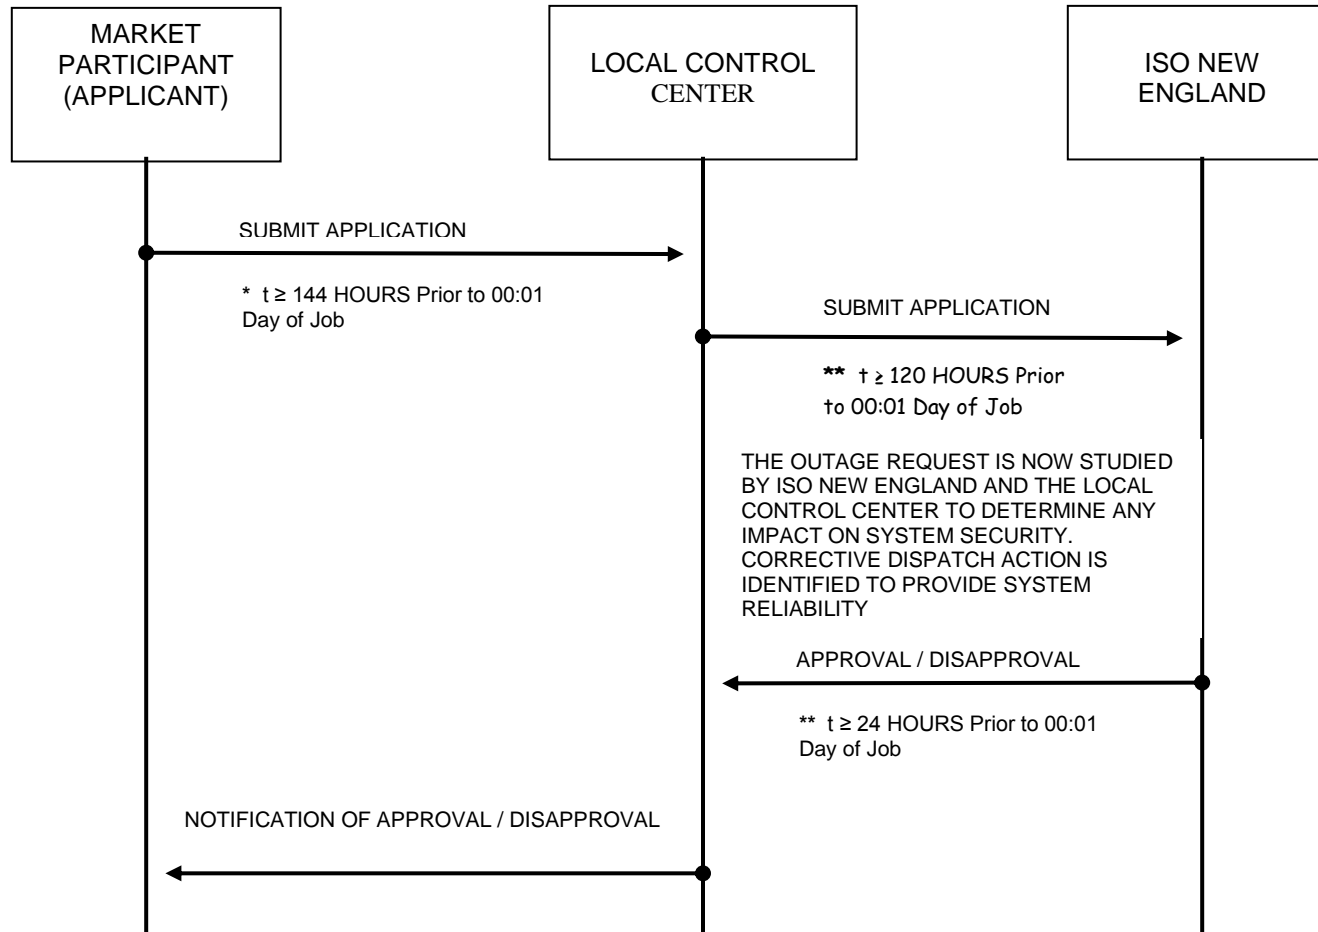 MARKET
PARTICIPANT
(APPLICANT)
LOCAL CONTROL
CENTER
ISO NEW
ENGLAND
SUBMIT APPLICATION
* t ≥ 144 HOURS Prior to 00:01
Day of Job
SUBMIT APPLICATION
** t ≥ 120 HOURS Prior
to 00:01 Day of Job
THE OUTAGE REQUEST IS NOW STUDIED
BY ISO NEW ENGLAND AND THE LOCAL
CONTROL CENTER TO DETERMINE ANY
IMPACT ON SYSTEM SECURITY.
CORRECTIVE DISPATCH ACTION IS
IDENTIFIED TO PROVIDE SYSTEM
RELIABILITY
APPROVAL / DISAPPROVAL
** t ≥ 24 HOURS Prior to 00:01
Day of Job
NOTIFICATION OF APPROVAL / DISAPPROVAL